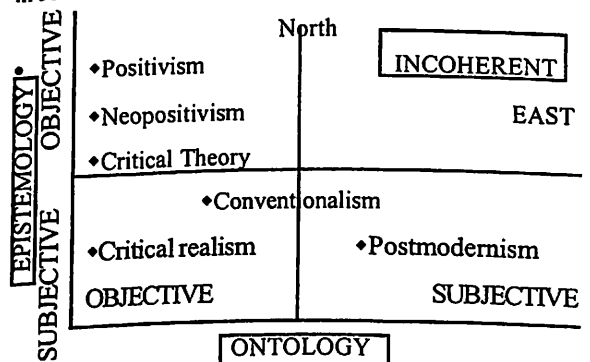 North
◆Positivism
INCOHERENT
◆Neopositivism
EAST
◆Critical Theory
◆Conventionalism
◆Critical realism
◆Postmodernism
OBJECTIVE
SUBJECTIVE
ONTOLOGY
EPISTEMOLOGY
OBJECTIVE
SUBJECTIVE